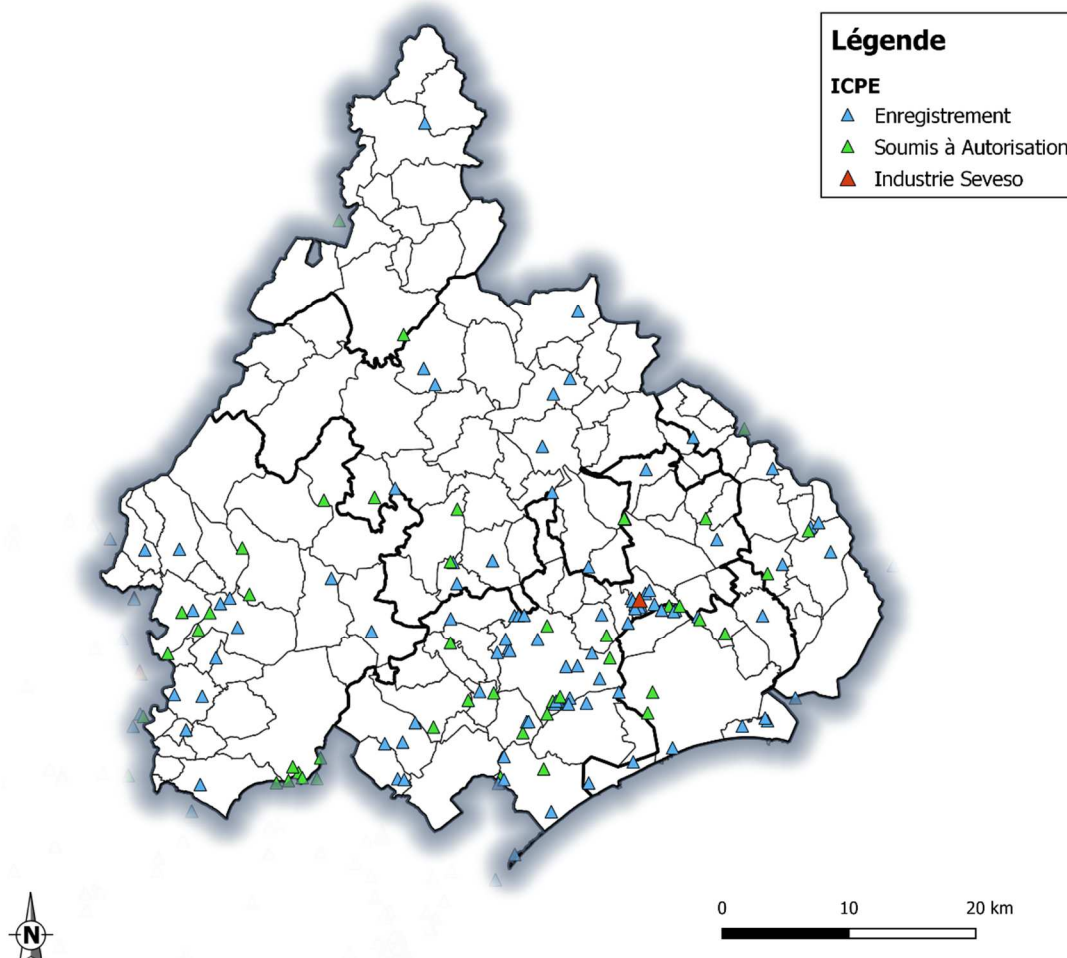 Légende
ICPE
Enregistrement
Soumis à Autorisation
Industrie Seveso
0 10 20 km
N